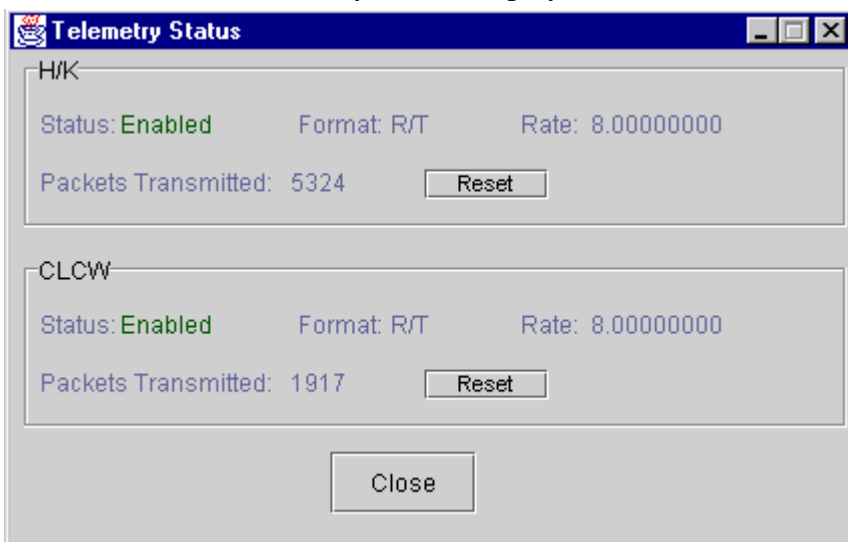 Telemetry Status
H/K
Status: Enabled Format: R/T Rate: 8.00000000
Packets Transmitted: 5324 Reset
CLCW
Status: Enabled Format: R/T Rate: 8.00000000
Packets Transmitted: 1917 Reset
Close